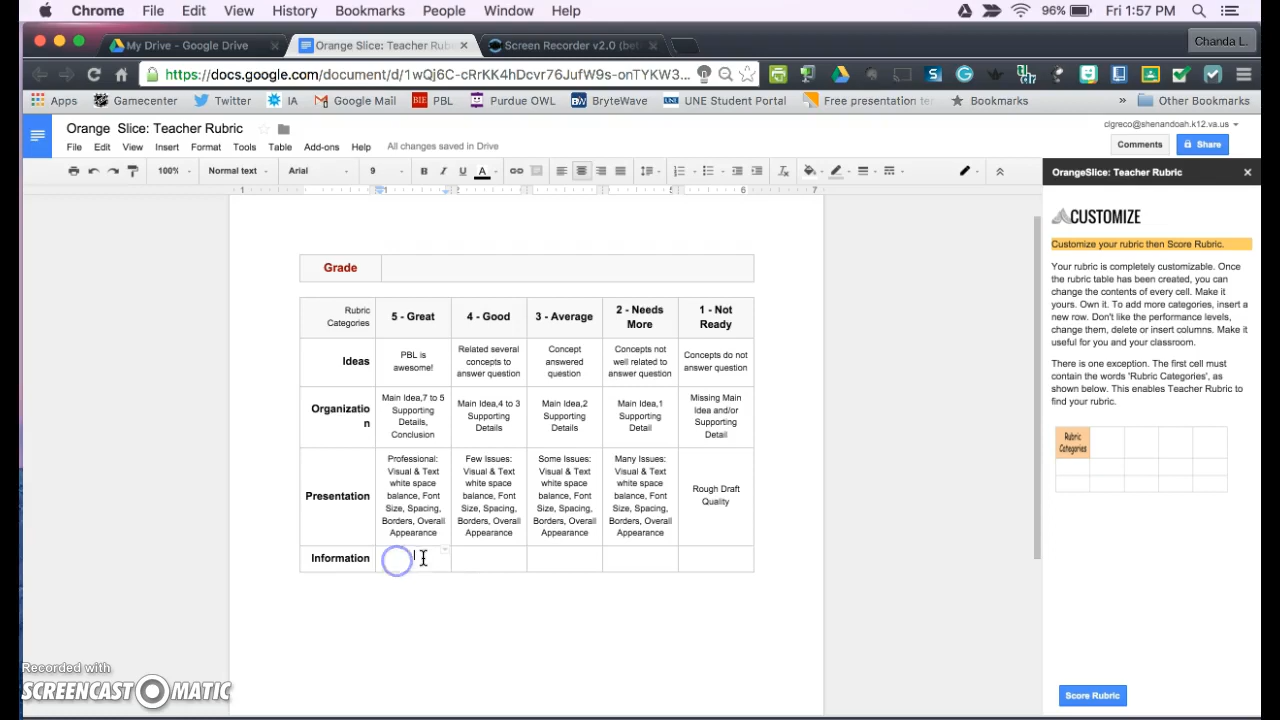 Chrome File Edit View History Bookmarks People Window Help 96% Fri 1:57 PM
My Drive - Google Drive Orange Slice: Teacher Rub Screen Recorder v2.0 (be Chanda L.
https://docs.google.com/document/d/1wQj6C-cRrKK4hDcvr76JufW9s-onTYKW3...
Apps Gamecenter Twitter IA Google Mail BIE PBL Purdue OWL BW BryteWave UNE UNE Student Portal Free presentation te Bookmarks » Other Bookmarks
Orange Slice: Teacher Rubric
clgreco@shenandoah.k12.va.us
File Edit View Insert Format Tools Table Add-ons Help All changes saved in Drive
Comments Share
100% Normal text Arial 9 B I U A
1 1 2 5 6 7
OrangeSlice: Teacher Rubric
CUSTOMIZE
Customize your rubric then Score Rubric.
Your rubric is completely customizable. Once
the rubric table has been created, you can
change the contents of every cell. Make it
yours. Own it. To add more categories, insert a
new row. Don't like the performance levels,
change them, delete or insert columns. Make it
useful for you and your classroom.
There is one exception. The first cell must
contain the words 'Rubric Categories', as
shown below. This enables Teacher Rubric to
find your rubric.
Rubric
Categories
Score Rubric
Grade
Rubric
Categories
5 - Great
4 - Good
3 - Average
2 - Needs
More
1 - Not
Ready
Ideas
PBL is
awesome!
Related several
concepts to
answer question
Concept
answered
question
Concepts not
well related to
answer question
Concepts do not
answer question
Organizatio
n
Main Idea,7 to 5
Supporting
Details,
Conclusion
Main Idea,4 to 3
Supporting
Details
Main Idea,2
Supporting
Details
Main Idea,1
Supporting
Detail
Missing Main
Idea and/or
Supporting
Detail
Presentation
Professional:
Visual & Text
white space
balance, Font
Size, Spacing,
Borders, Overall
Appearance
Few Issues:
Visual & Text
white space
balance, Font
Size, Spacing,
Borders, Overall
Appearance
Some Issues:
Visual & Text
white space
balance, Font
Size, Spacing,
Borders, Overall
Appearance
Many Issues:
Visual & Text
white space
balance, Font
Size, Spacing,
Borders, Overall
Appearance
Rough Draft
Quality
Information
Recorded with
SCREENCAST MATIC